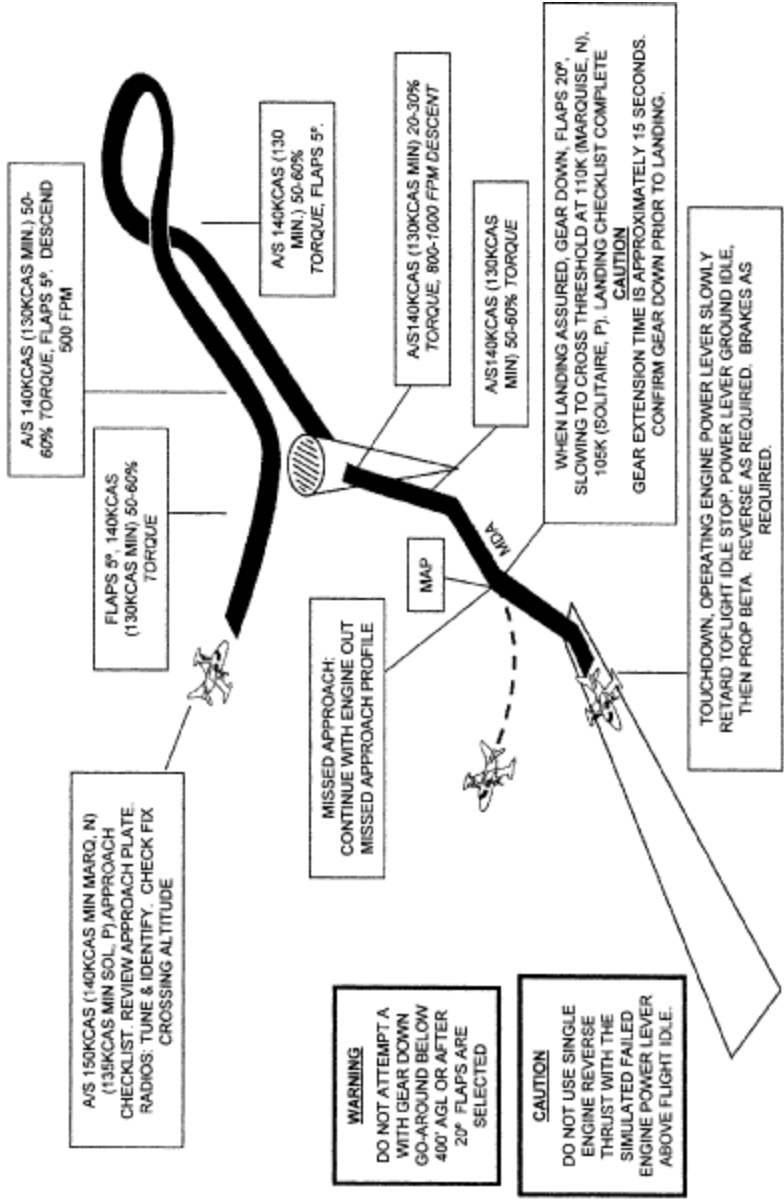 A/S 150KCAS (140KCAS MIN MARQ, N)
(135KCAS MIN SOL, P).APPROACH
CHECKLIST. REVIEW APPROACH PLATE.
RADIOS: TUNE & IDENTIFY. CHECK FIX
CROSSING ALTITUDE
FLAPS 5º, 140KCAS
(130KCAS MIN) 50-60%
TORQUE
A/S 140KCAS (130KCAS MIN.) 50-
60% TORQUE, FLAPS 5º. DESCEND
500 FPM
A/S 140KCAS (130
MIN.) 50-60%
TORQUE, FLAPS 5º.
A/S140KCAS (130KCAS MIN) 20-30%
TORQUE, 800-1000 FPM DESCENT
A/S140KCAS (130KCAS
MIN) 50-60% TORQUE
MISSED APPROACH:
CONTINUE WITH ENGINE OUT
MISSED APPROACH PROFILE
MAP
MDA
WHEN LANDING ASSURED, GEAR DOWN, FLAPS 20º,
SLOWING TO CROSS THRESHOLD AT 110K (MARQUISE, N),
105K (SOLITAIRE, P). LANDING CHECKLIST COMPLETE
CAUTION
GEAR EXTENSION TIME IS APPROXIMATELY 15 SECONDS.
CONFIRM GEAR DOWN PRIOR TO LANDING.
WARNING
DO NOT ATTEMPT A
WITH GEAR DOWN
GO-AROUND BELOW
400' AGL OR AFTER
20º FLAPS ARE
SELECTED
CAUTION
DO NOT USE SINGLE
ENGINE REVERSE
THRUST WITH THE
SIMULATED FAILED
ENGINE POWER LEVER
ABOVE FLIGHT IDLE.
TOUCHDOWN, OPERATING ENGINE POWER LEVER SLOWLY
RETARD TOFLIGHT IDLE STOP. POWER LEVER GROUND IDLE,
THEN PROP BETA. REVERSE AS REQUIRED. BRAKES AS
REQUIRED.